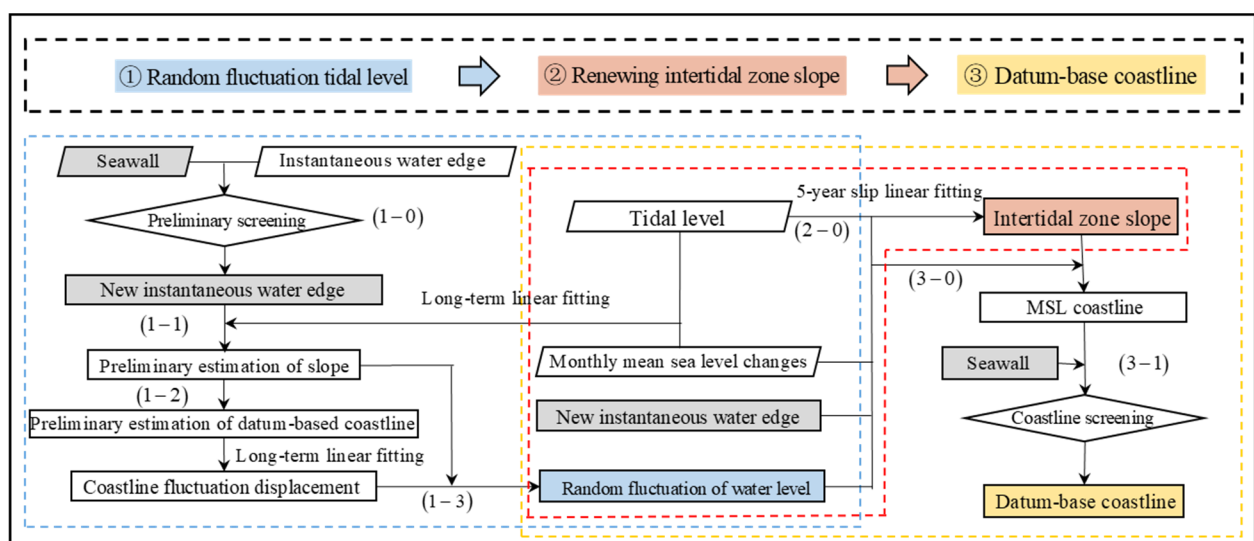 ① Random fluctuation tidal level
② Renewing intertidal zone slope
③ Datum-base coastline
Seawall
Instantaneous water edge
Preliminary screening
(1−0)
New instantaneous water edge
(1−1)
Long-term linear fitting
Preliminary estimation of slope
(1−2)
Preliminary estimation of datum-based coastline
Long-term linear fitting
Coastline fluctuation displacement
(1−3)
5-year slip linear fitting
Tidal level
(2−0)
Intertidal zone slope
(3−0)
Monthly mean sea level changes
New instantaneous water edge
Random fluctuation of water level
MSL coastline
Seawall
(3−1)
Coastline screening
Datum-base coastline